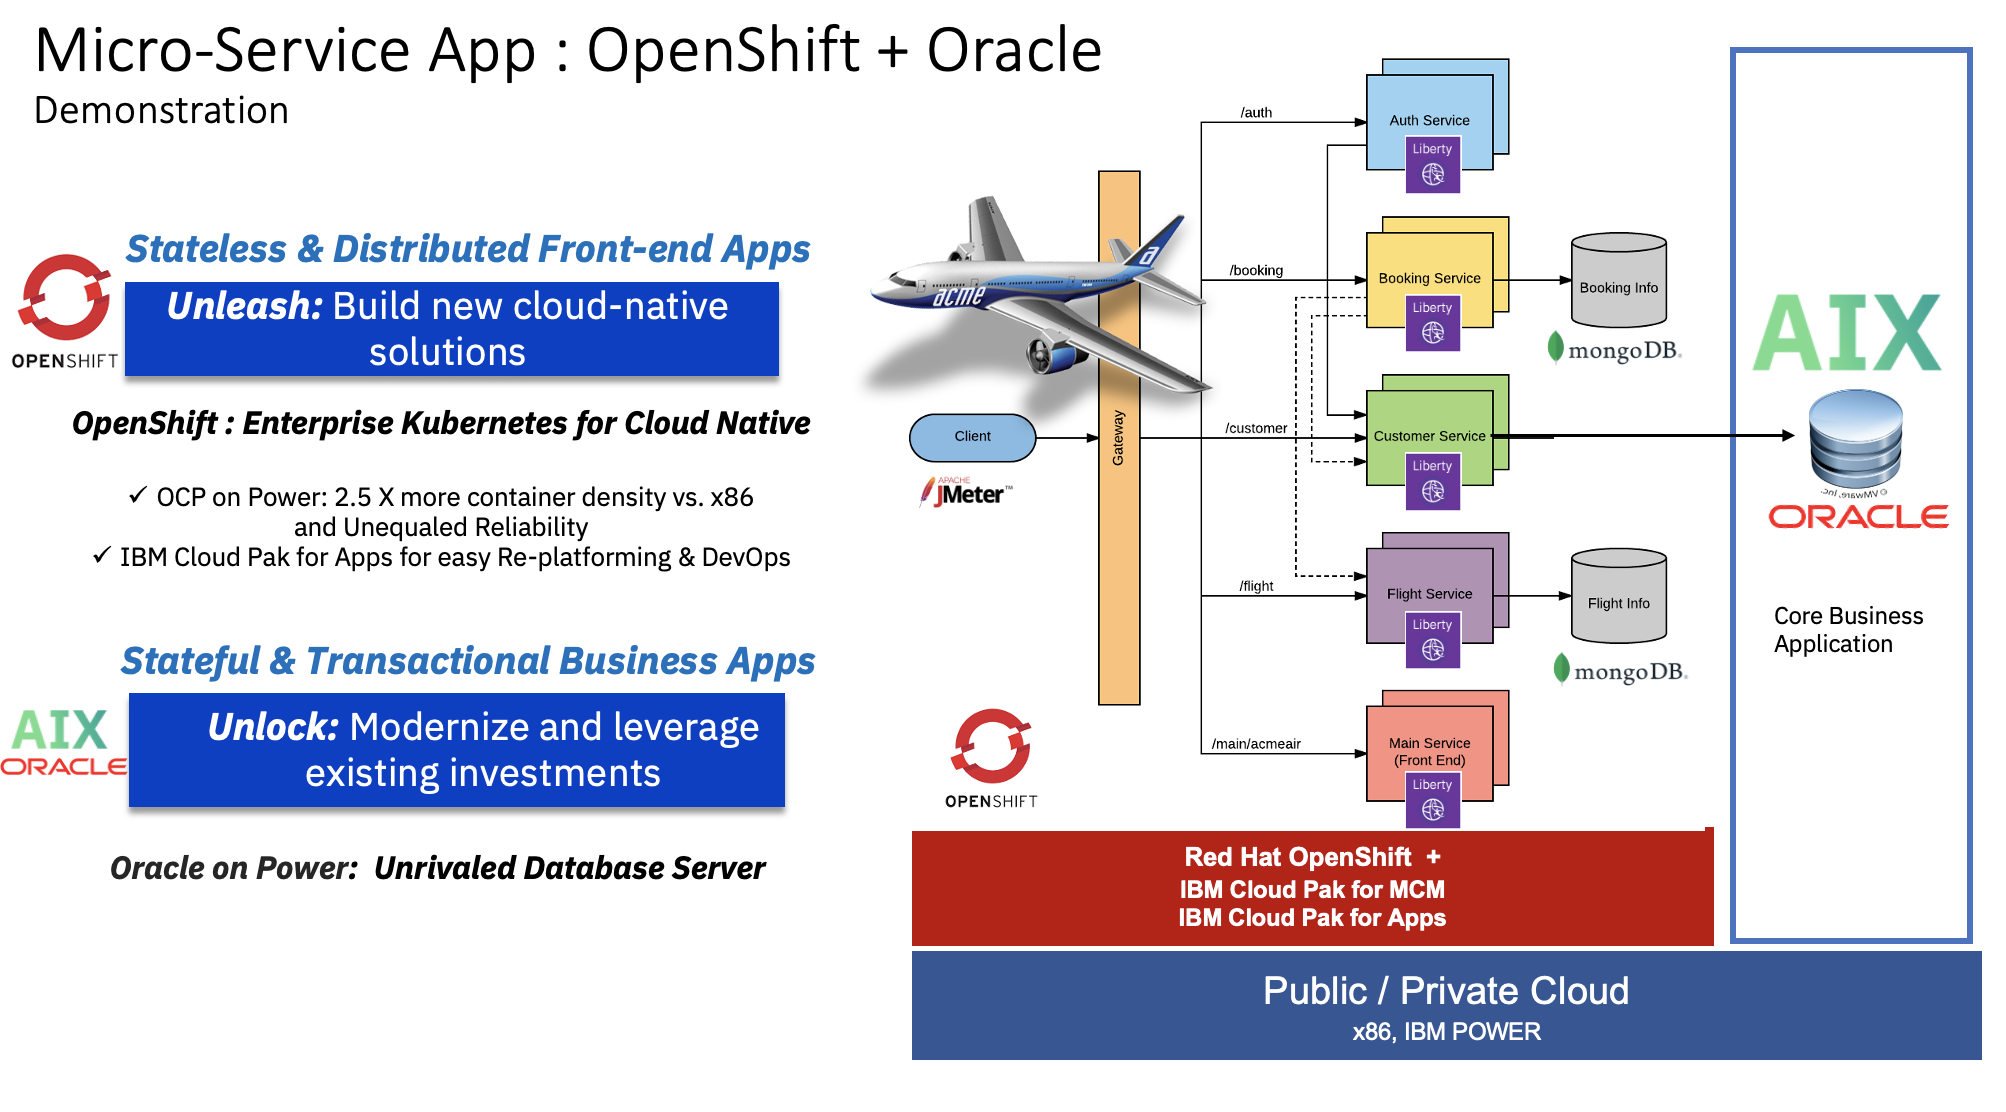 Micro-Service App : OpenShift + Oracle
Demonstration
Stateless & Distributed Front-end Apps
OPENSHIFT
Unleash: Build new cloud-native
solutions
OpenShift : Enterprise Kubernetes for Cloud Native
✓ OCP on Power: 2.5 X more container density vs. x86
and Unequaled Reliability
✓ IBM Cloud Pak for Apps for easy Re-platforming & DevOps
Stateful & Transactional Business Apps
AIX
ORACLE
Unlock: Modernize and leverage
existing investments
Oracle on Power: Unrivaled Database Server
acme
a
Client
APACHE
JMeter™
Gateway
OPENSHIFT
/auth
/booking
/customer
/flight
/main/acmeair
Auth Service
Liberty
Booking Service
Liberty
Booking Info
mongoDB.
Customer Service
Liberty
Flight Service
Liberty
Flight Info
mongoDB.
Main Service
(Front End)
Liberty
AIX
© VMware, Inc.
ORACLE
Core Business
Application
Red Hat OpenShift +
IBM Cloud Pak for MCM
IBM Cloud Pak for Apps
Public / Private Cloud
x86, IBM POWER